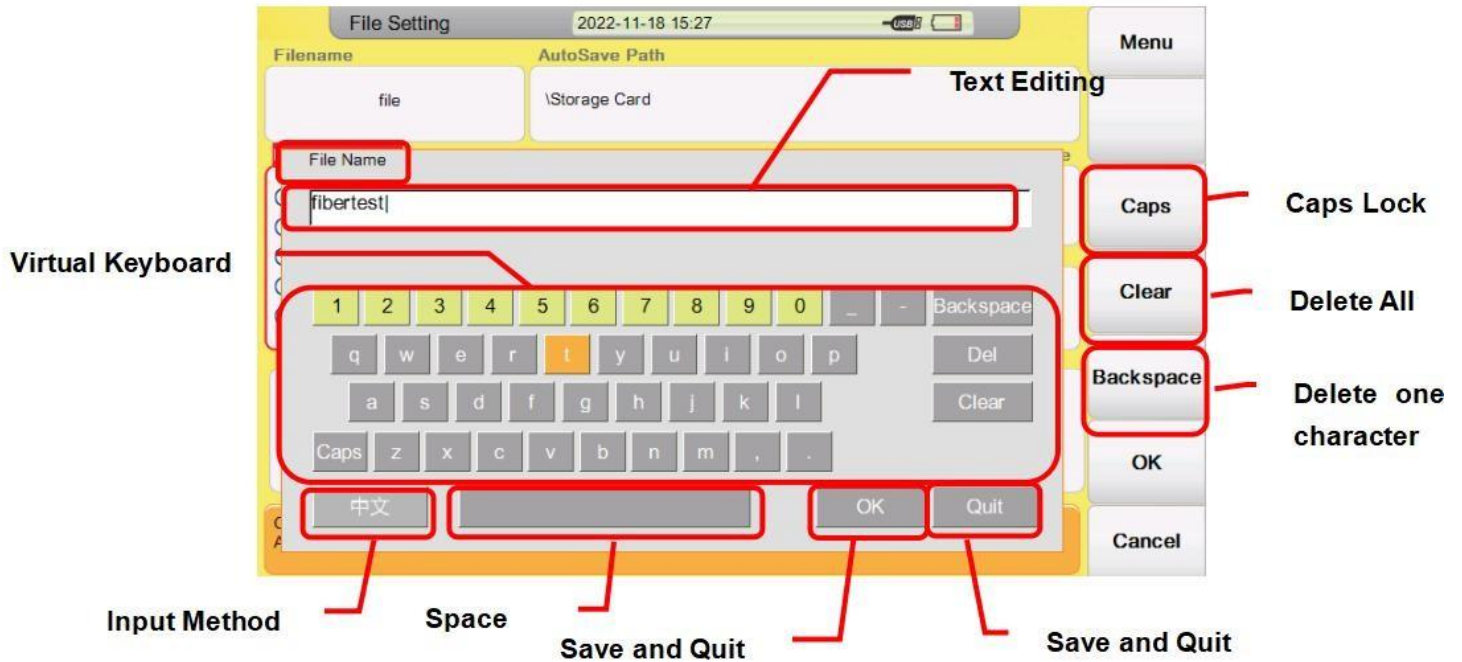 File Setting
2022-11-18 15:27
USB
Menu
Filename
AutoSave Path
Text Editing
file
\Storage Card
File Name
fibertest
Caps
Caps Lock
Virtual Keyboard
1 2 3 4 5 6 7 8 9 0 _ - Backspace
Clear
Delete All
q w e r t y u i o p Del
a s d f g h j k l Clear
Backspace
Delete one
character
Caps z x c v b n m , .
OK
中文
OK
Quit
Cancel
Input Method
Space
Save and Quit
Save and Quit